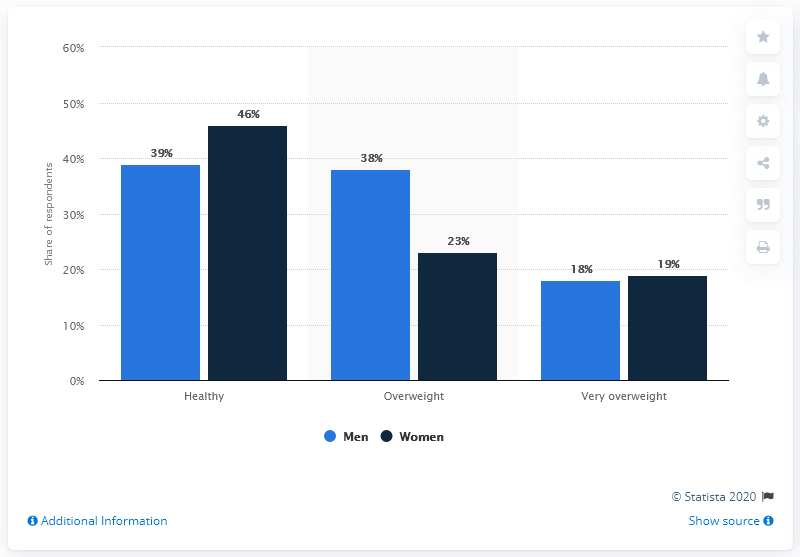 60%
50%
40%
30%
20%
10%
0%
Share of respondents
39%
46%
38%
23%
18%
19%
Healthy
Overweight
Very overweight
Men
Women
© Statista 2020
Additional Information
Show source